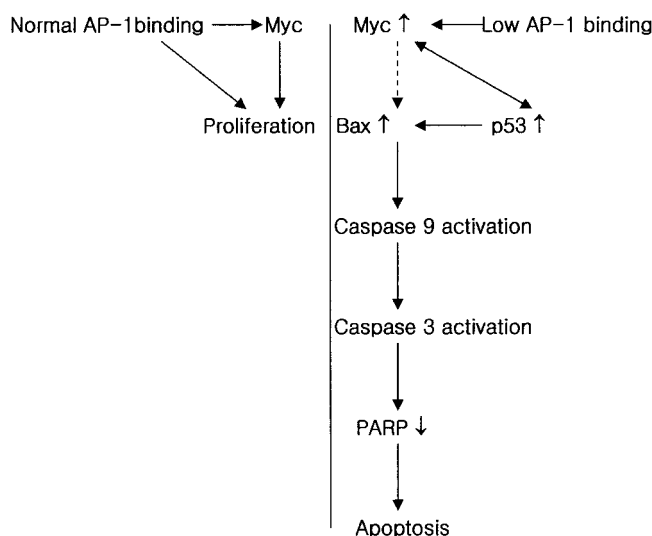 Normal AP-1binding
Myc
Proliferation
Myc ↑
Low AP-1 binding
Bax ↑
p53 ↑
Caspase 9 activation
Caspase 3 activation
PARP ↓
Apoptosis